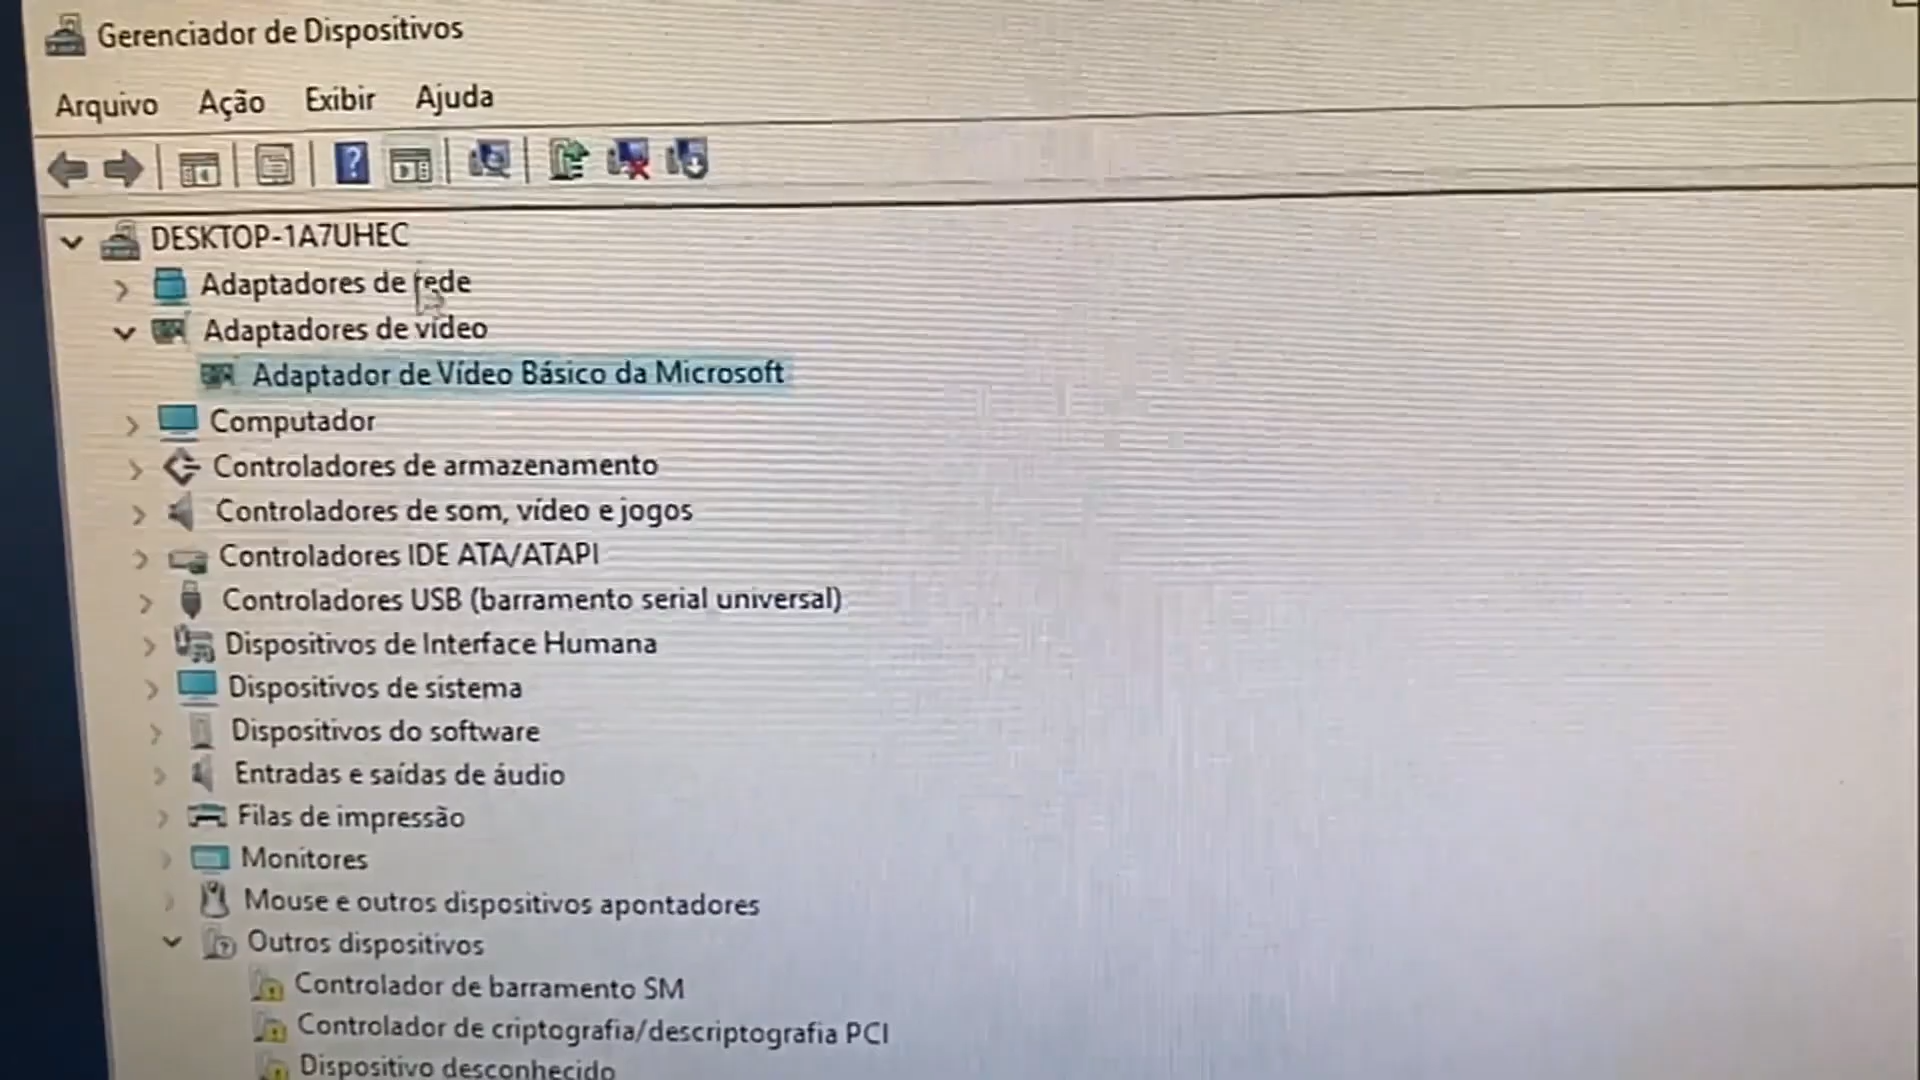 Gerenciador de Dispositivos
Arquivo Ação Exibir Ajuda
DESKTOP-1A7UHEC
Adaptadores de rede
Adaptadores de vídeo
Adaptador de Vídeo Básico da Microsoft
Computador
Controladores de armazenamento
Controladores de som, vídeo e jogos
Controladores IDE ATA/ATAPI
Controladores USB (barramento serial universal)
Dispositivos de Interface Humana
Dispositivos de sistema
Dispositivos do software
Entradas e saídas de áudio
Filas de impressão
Monitores
Mouse e outros dispositivos apontadores
Outros dispositivos
Controlador de barramento SM
Controlador de criptografia/descriptografia PCI
Dispositivo desconhecido